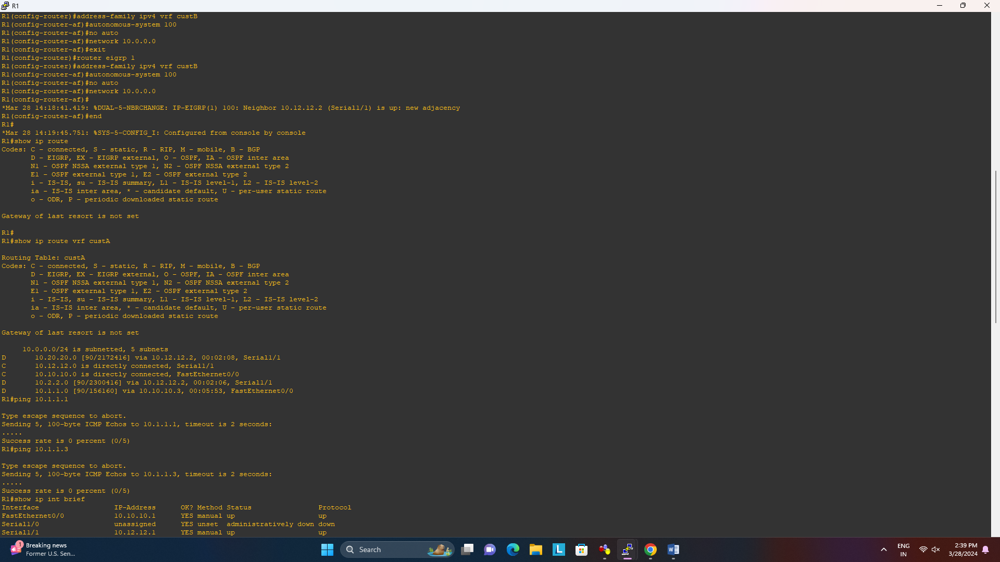 R1
R1(config-router)#address-family ipv4 vrf custB
R1(config-router-af)#autonomous-system 100
R1(config-router-af)#no auto
R1(config-router-af)#network 10.0.0.0
R1(config-router-af)#exit
R1(config-router)#router eigrp 1
R1(config-router)#address-family ipv4 vrf custB
R1(config-router-af)#autonomous-system 100
R1(config-router-af)#no auto
R1(config-router-af)#network 10.0.0.0
R1(config-router-af)#
*Mar 28 14:18:41.419: %DUAL-5-NBRCHANGE: IP-EIGRP(1) 100: Neighbor 10.12.12.2 (Serial1/1) is up: new adjacency
R1(config-router-af)#end
R1#
*Mar 28 14:19:45.751: %SYS-5-CONFIG_I: Configured from console by console
R1#show ip route
Codes: C - connected, S - static, R - RIP, M - mobile, B - BGP
D - EIGRP, EX - EIGRP external, O - OSPF, IA - OSPF inter area
N1 - OSPF NSSA external type 1, N2 - OSPF NSSA external type 2
E1 - OSPF external type 1, E2 - OSPF external type 2
i - IS-IS, su - IS-IS summary, L1 - IS-IS level-1, L2 - IS-IS level-2
ia - IS-IS inter area, * - candidate default, U - per-user static route
o - ODR, P - periodic downloaded static route
Gateway of last resort is not set
R1#
R1#show ip route vrf custA
Routing Table: custA
Codes: C - connected, S - static, R - RIP, M - mobile, B - BGP
D - EIGRP, EX - EIGRP external, O - OSPF, IA - OSPF inter area
N1 - OSPF NSSA external type 1, N2 - OSPF NSSA external type 2
E1 - OSPF external type 1, E2 - OSPF external type 2
i - IS-IS, su - IS-IS summary, L1 - IS-IS level-1, L2 - IS-IS level-2
ia - IS-IS inter area, * - candidate default, U - per-user static route
o - ODR, P - periodic downloaded static route
Gateway of last resort is not set
10.0.0.0/24 is subnetted, 5 subnets
D 10.20.20.0 [90/2172416] via 10.12.12.2, 00:02:08, Serial1/1
C 10.12.12.0 is directly connected, Serial1/1
C 10.10.10.0 is directly connected, FastEthernet0/0
D 10.2.2.0 [90/2300416] via 10.12.12.2, 00:02:06, Serial1/1
D 10.1.1.0 [90/156160] via 10.10.10.3, 00:05:53, FastEthernet0/0
R1#ping 10.1.1.1
Type escape sequence to abort.
Sending 5, 100-byte ICMP Echos to 10.1.1.1, timeout is 2 seconds:
.....
Success rate is 0 percent (0/5)
R1#ping 10.1.1.3
Type escape sequence to abort.
Sending 5, 100-byte ICMP Echos to 10.1.1.3, timeout is 2 seconds:
.....
Success rate is 0 percent (0/5)
R1#show ip int brief
Interface IP-Address OK? Method Status Protocol
FastEthernet0/0 10.10.10.1 YES manual up up
Serial1/0 unassigned YES unset administratively down down
Serial1/1 10.12.12.1 YES manual up up
1
Breaking news
Former U.S. Sen...
Search
L
W
ENG
IN
2:39 PM
3/28/2024